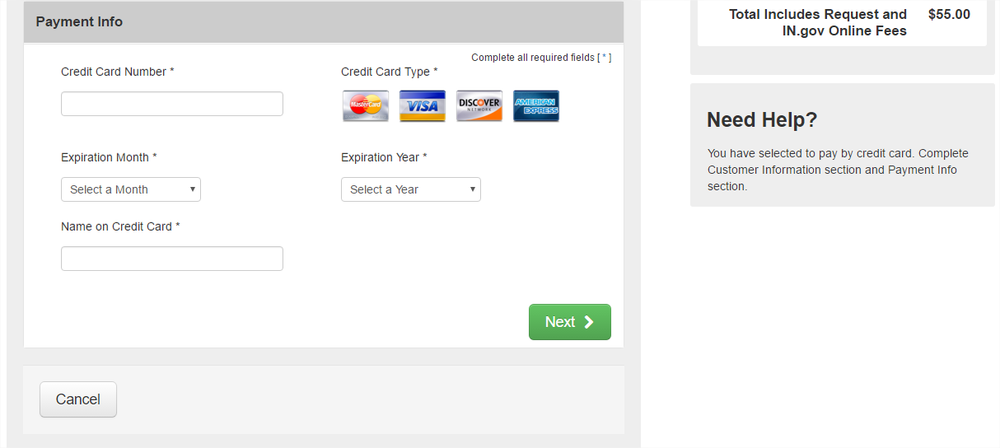 Payment Info
Complete all required fields [ * ]
Credit Card Number *
Credit Card Type *
MasterCard
VISA
DISCOVER
NETWORK
AMERICAN
EXPRESS
Expiration Month *
Expiration Year *
Select a Month
Select a Year
Name on Credit Card *
Next
Cancel
Total Includes Request and
$55.00
IN.gov Online Fees
Need Help?
You have selected to pay by credit card. Complete
Customer Information section and Payment Info
section.